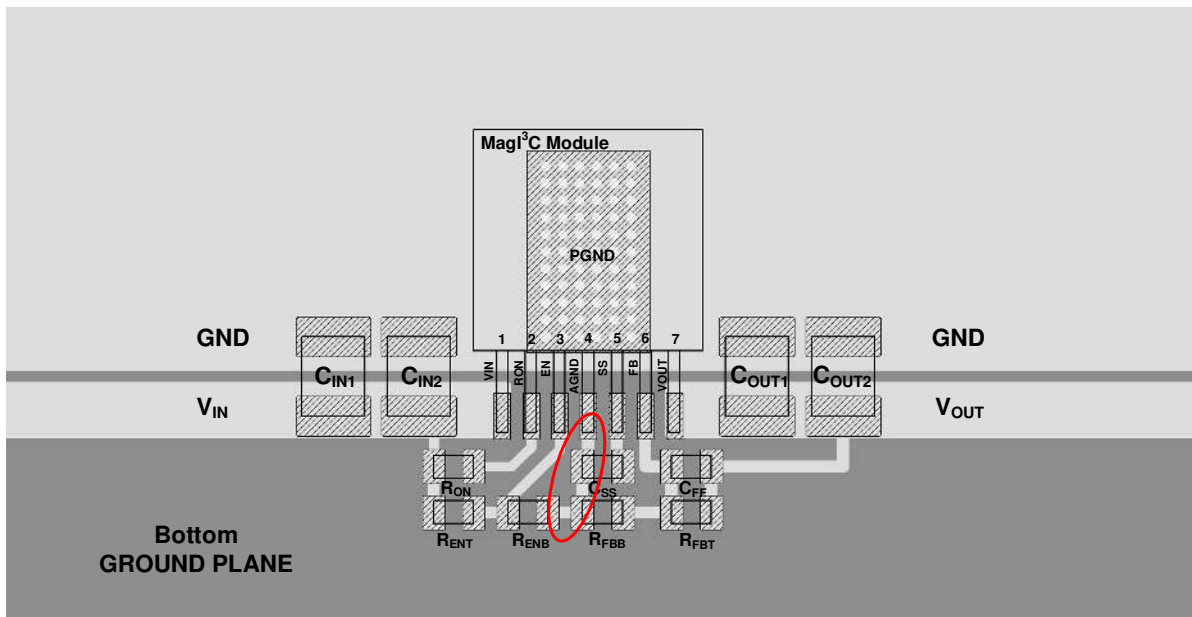 MagI³C Module
PGND
1 2 3 4 5 6 7
VIN RON EN AGND SS FB VOUT
GND
GND
CIN1 CIN2 COUT1 COUT2
VIN
VOUT
RON CSS CFF
RENT RENB RFBB RFBT
Bottom
GROUND PLANE